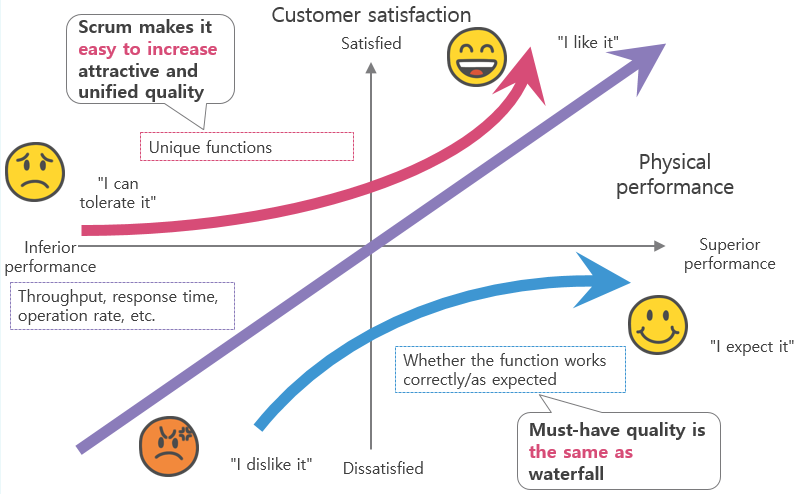 Customer satisfaction
Scrum makes it
easy to increase
attractive and
unified quality
Satisfied
"I like it"
Unique functions
Physical
performance
"I can
tolerate it"
Inferior
performance
Superior
performance
Throughput, response time,
operation rate, etc.
"I expect it"
Whether the function works
correctly/as expected
Must-have quality is
the same as
waterfall
"I dislike it"
Dissatisfied